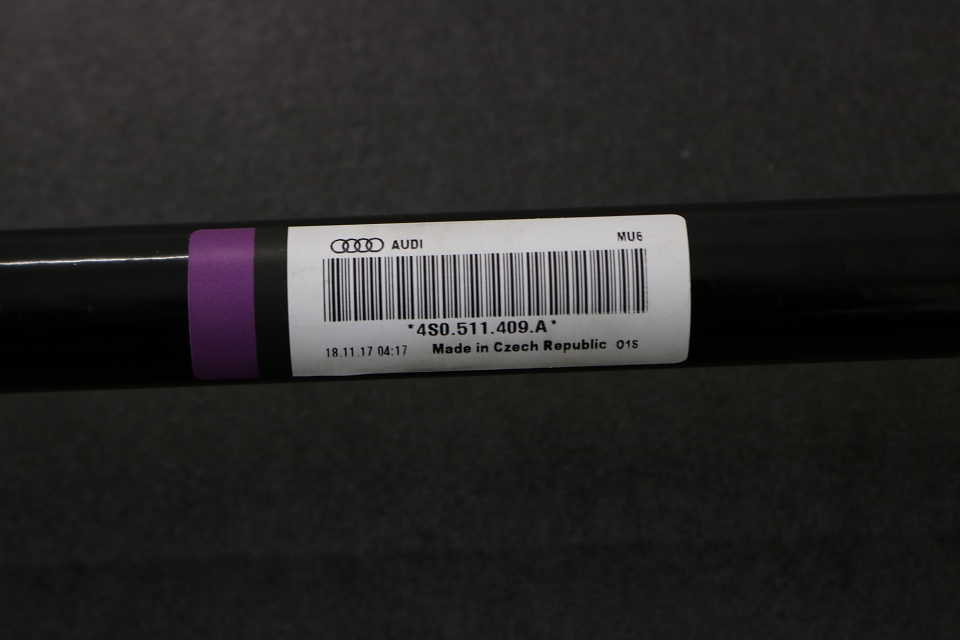 AUDI MU6
*4S0.511.409.A*
18.11.17 04:17 Made in Czech Republic 01S